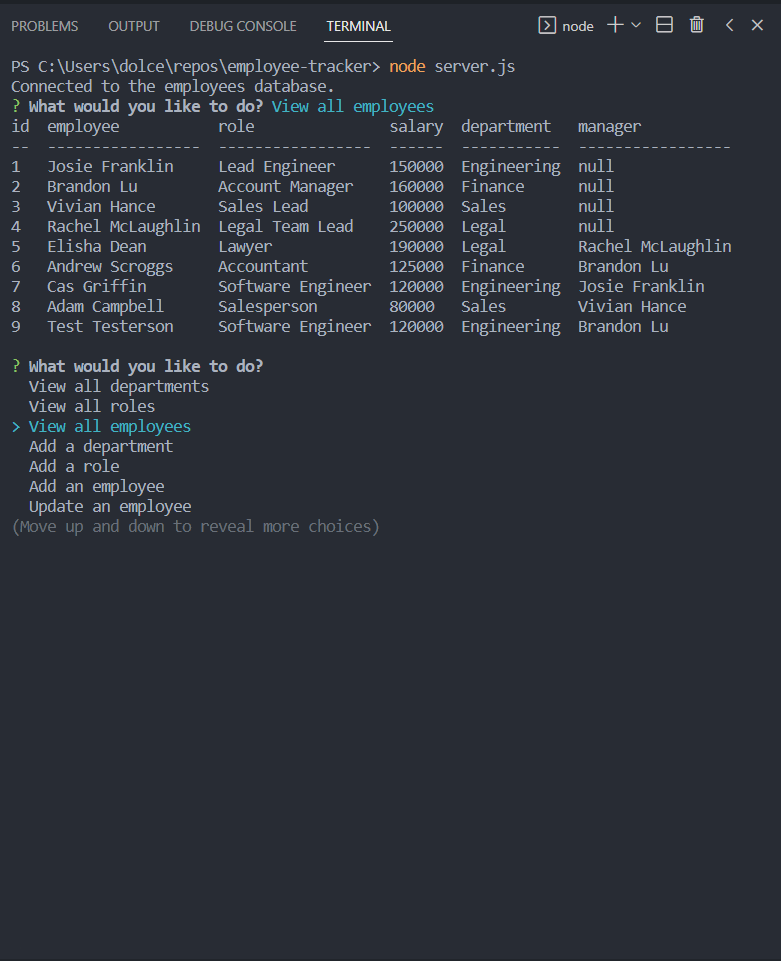 PROBLEMS OUTPUT DEBUG CONSOLE TERMINAL node
PS C:\Users\dolce\repos\employee-tracker> node server.js
Connected to the employees database.
? What would you like to do? View all employees
id  employee           role               salary  department   manager
--  -----------------  -----------------  ------  -----------  -----------------
1   Josie Franklin     Lead Engineer      150000  Engineering  null
2   Brandon Lu         Account Manager    160000  Finance      null
3   Vivian Hance       Sales Lead         100000  Sales        null
4   Rachel McLaughlin  Legal Team Lead    250000  Legal        null
5   Elisha Dean        Lawyer             190000  Legal        Rachel McLaughlin
6   Andrew Scroggs     Accountant         125000  Finance      Brandon Lu
7   Cas Griffin        Software Engineer  120000  Engineering  Josie Franklin
8   Adam Campbell      Salesperson        80000   Sales        Vivian Hance
9   Test Testerson     Software Engineer  120000  Engineering  Brandon Lu
? What would you like to do?
  View all departments
  View all roles
> View all employees
  Add a department
  Add a role
  Add an employee
  Update an employee
(Move up and down to reveal more choices)